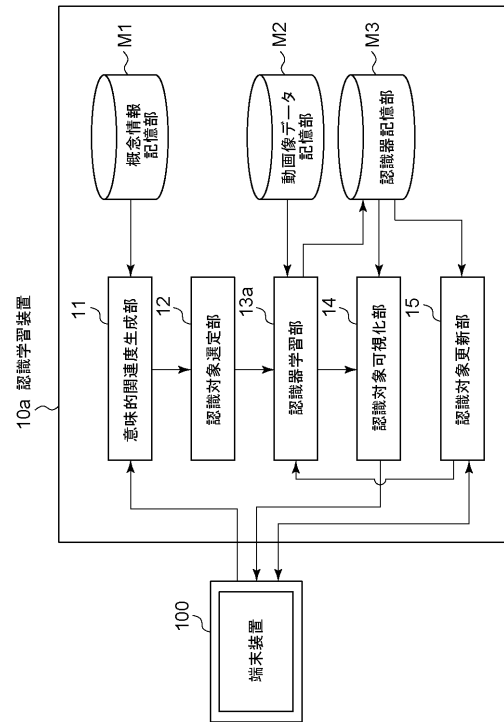 10a 認識学習装置
11
意味的関連度生成部
12
認識対象選定部
13a
認識器学習部
14
認識対象可視化部
15
認識対象更新部
M1
概念情報
記憶部
M2
動画像データ
記憶部
M3
認識器記憶部
100
端末装置